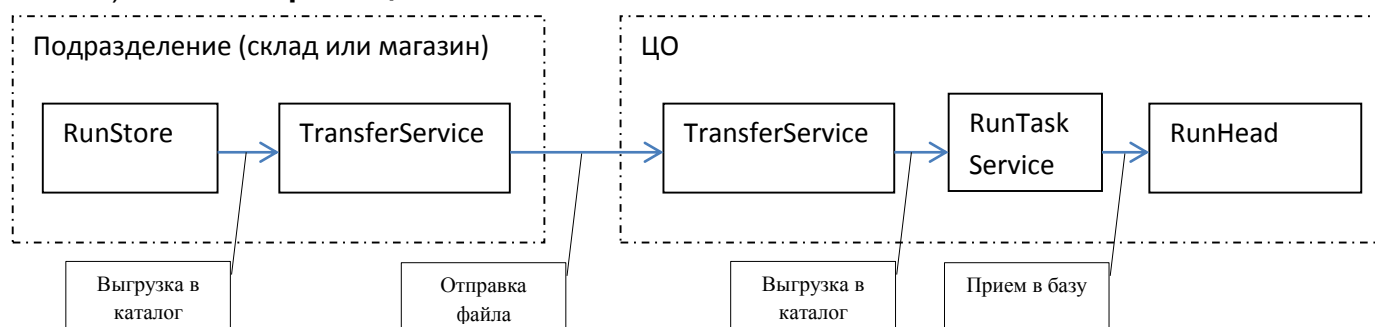 Подразделение (склад или магазин)
ЦО
RunStore
TransferService
TransferService
RunTask
Service
RunHead
Выгрузка в
каталог
Отправка
файла
Выгрузка в
каталог
Прием в базу